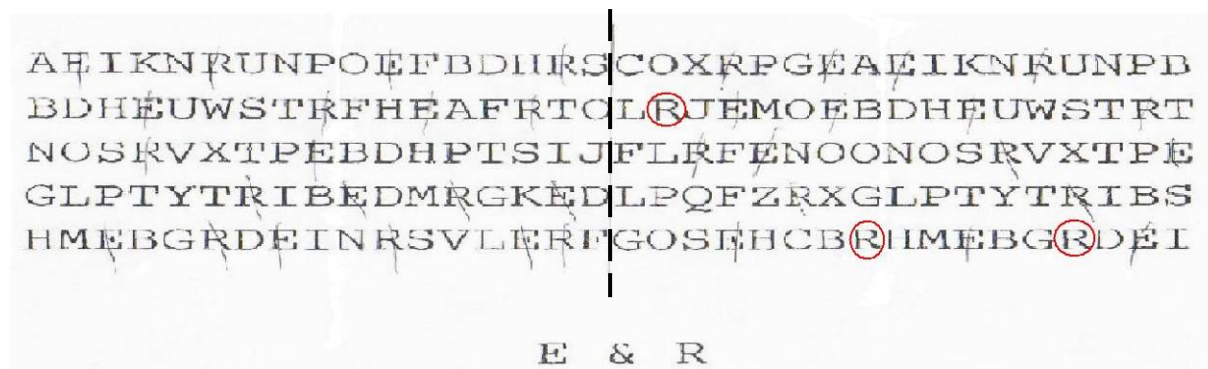 AEIKNRUNPOEFBDHRSCOXRPGEAEIKNRUNPB
BDHEUWSTRFHEAFRTOLRJEMOEBDHEUWSTRT
NOSRVXTPEBDHPTSIJFLRFENOONOSRVXTPE
GLPTYTRIBEDMRGKEDLPQFZRXGLPTYTRIBS
HMEBGRDEINRSVLERFGOSEHCBRHMEBGRDEI
E & R